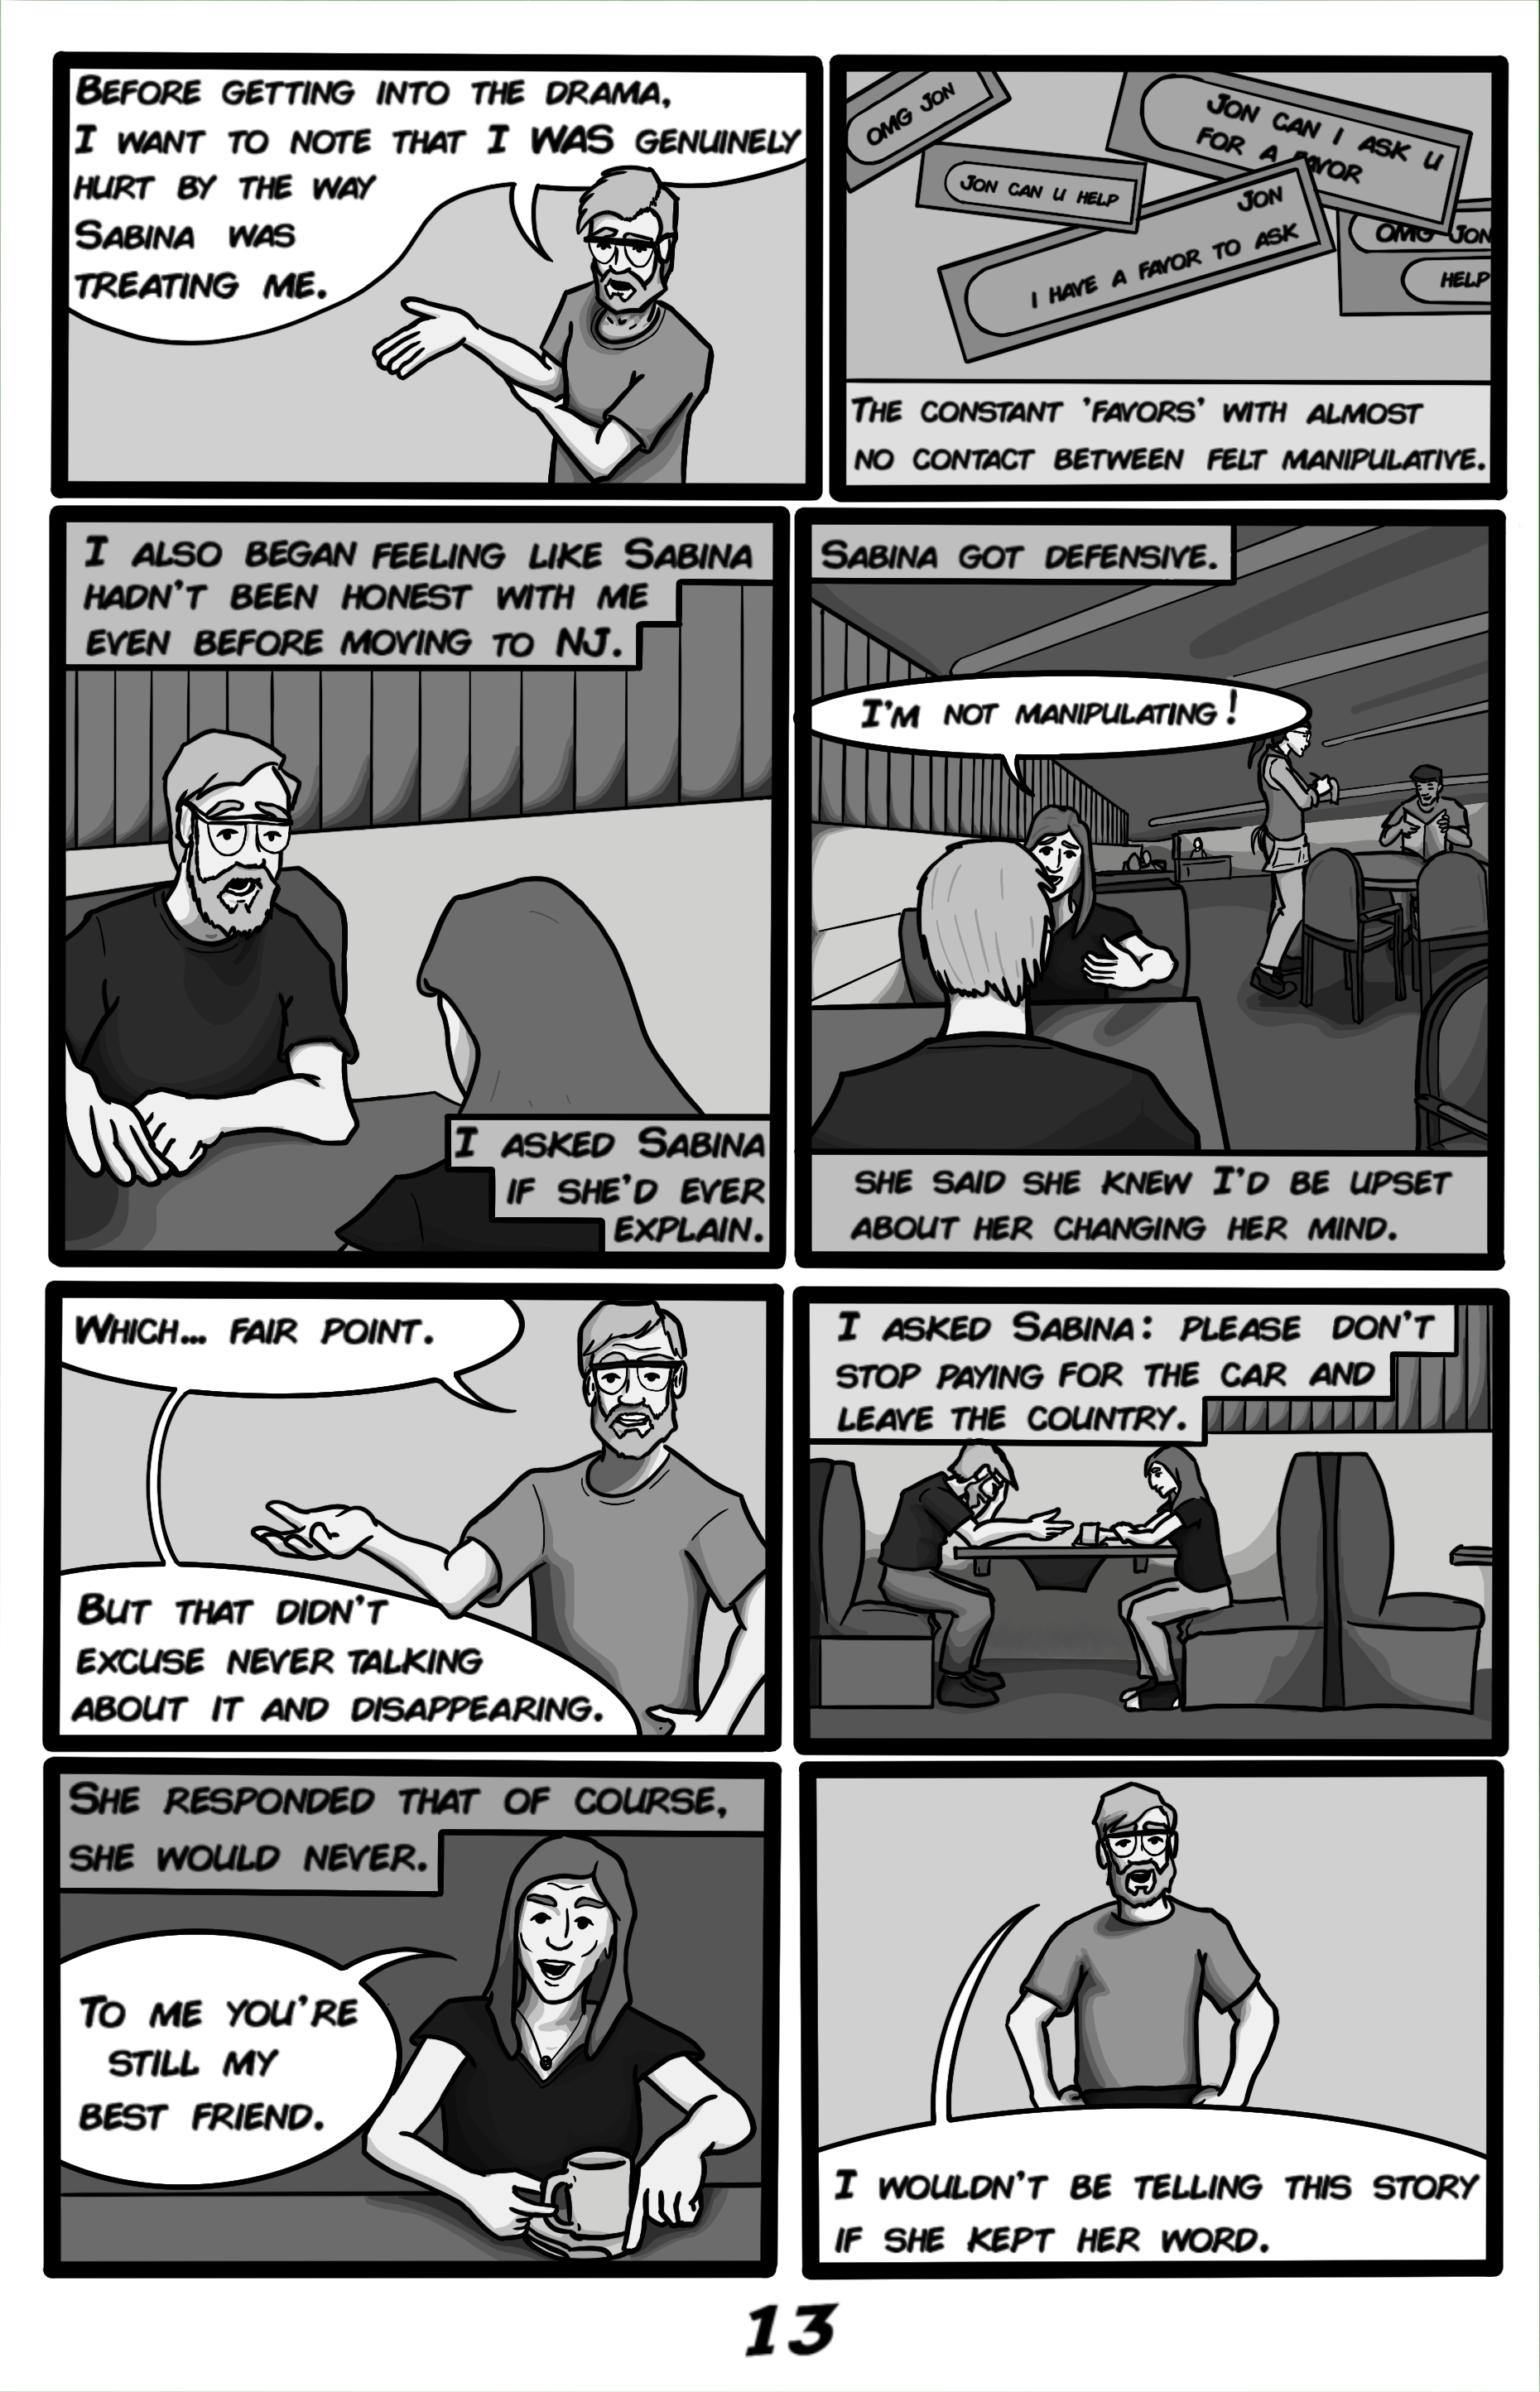 BEFORE GETTING INTO THE DRAMA,
I WANT TO NOTE THAT I WAS GENUINELY
HURT BY THE WAY
SABINA WAS
TREATING ME.
OMG JON
JON CAN I ASK U
FOR A FAVOR
JON CAN U HELP
JON
I HAVE A FAVOR TO ASK
OMG JON
HELP
THE CONSTANT 'FAVORS' WITH ALMOST
NO CONTACT BETWEEN FELT MANIPULATIVE.
I ALSO BEGAN FEELING LIKE SABINA
HADN'T BEEN HONEST WITH ME
EVEN BEFORE MOVING TO NJ.
I ASKED SABINA
IF SHE'D EVER
EXPLAIN.
SABINA GOT DEFENSIVE.
I'M NOT MANIPULATING!
SHE SAID SHE KNEW I'D BE UPSET
ABOUT HER CHANGING HER MIND.
WHICH... FAIR POINT.
BUT THAT DIDN'T
EXCUSE NEVER TALKING
ABOUT IT AND DISAPPEARING.
I ASKED SABINA: PLEASE DON'T
STOP PAYING FOR THE CAR AND
LEAVE THE COUNTRY.
SHE RESPONDED THAT OF COURSE,
SHE WOULD NEVER.
TO ME YOU'RE
STILL MY
BEST FRIEND.
I WOULDN'T BE TELLING THIS STORY
IF SHE KEPT HER WORD.
13